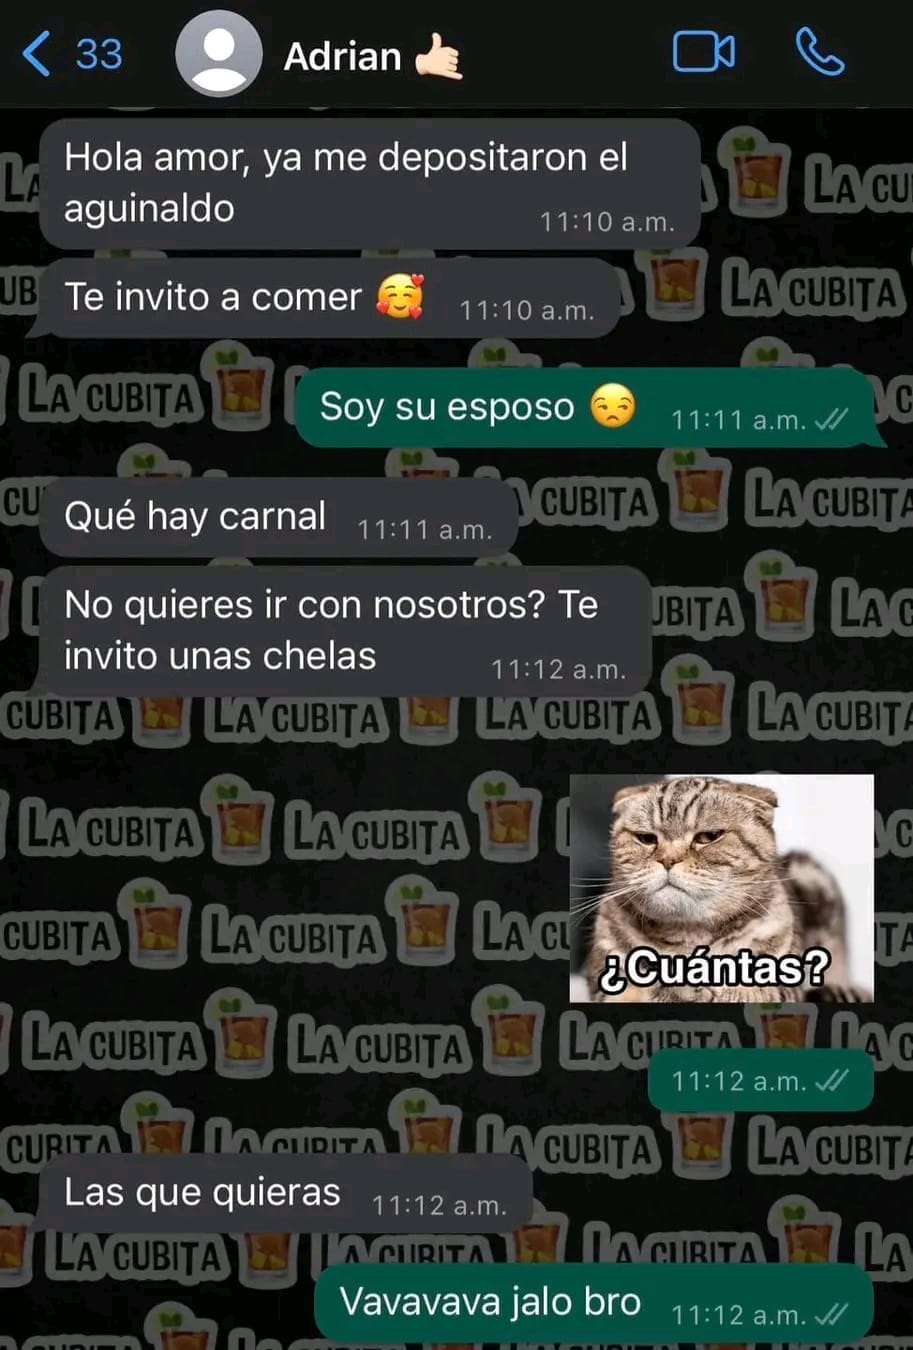 33
Adrian 🤙🏻
Hola amor, ya me depositaron el
aguinaldo
11:10 a.m.
Te invito a comer 🥰 11:10 a.m.
Soy su esposo 😒 11:11 a.m.
Qué hay carnal 11:11 a.m.
No quieres ir con nosotros? Te
invito unas chelas
11:12 a.m.
¿Cuántas?
11:12 a.m.
Las que quieras 11:12 a.m.
Vavavava jalo bro 11:12 a.m.
LA CUBITA